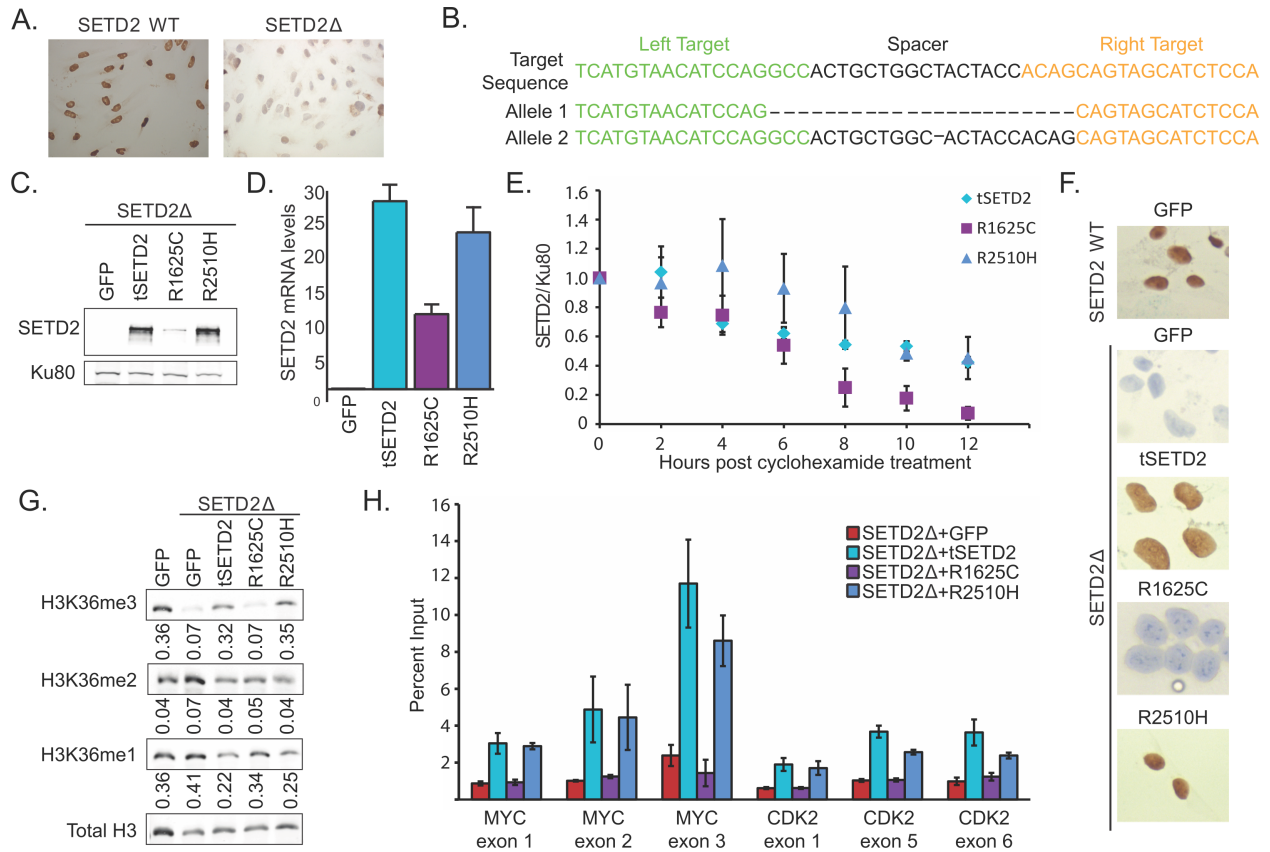 A.
SETD2 WT
SETD2Δ
B.
Left Target
Spacer
Right Target
Target
Sequence
TCATGTAACATCCAGGCCACTGCTGGCTACTACCACAGCAGTAGCATCTCCA
Allele 1
TCATGTAACATCCAG–––––––––––––––––––––––CAGTAGCATCTCCA
Allele 2
TCATGTAACATCCAGGCCACTGCTGGC–ACTACCACAGCAGTAGCATCTCCA
C.
SETD2Δ
GFP
tSETD2
R1625C
R2510H
SETD2
Ku80
D.
SETD2 mRNA levels
30
25
20
15
10
5
0
GFP
tSETD2
R1625C
R2510H
E.
SETD2/Ku80
1.6
1.4
1.2
1.0
0.8
0.6
0.4
0.2
0
0 2 4 6 8 10 12
Hours post cyclohexamide treatment
tSETD2
R1625C
R2510H
F.
SETD2 WT
GFP
SETD2Δ
GFP
tSETD2
R1625C
R2510H
G.
SETD2Δ
GFP
GFP
tSETD2
R1625C
R2510H
H3K36me3
0.36 0.07 0.32 0.07 0.35
H3K36me2
0.04 0.07 0.04 0.05 0.04
H3K36me1
0.36 0.41 0.22 0.34 0.25
Total H3
H.
Percent Input
16
14
12
10
8
6
4
2
SETD2Δ+GFP
SETD2Δ+tSETD2
SETD2Δ+R1625C
SETD2Δ+R2510H
MYC MYC MYC CDK2 CDK2 CDK2
exon 1 exon 2 exon 3 exon 1 exon 5 exon 6